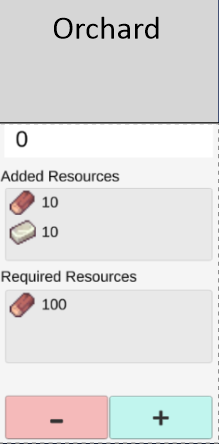 Orchard
0
Added Resources
10
10
Required Resources
100
- +